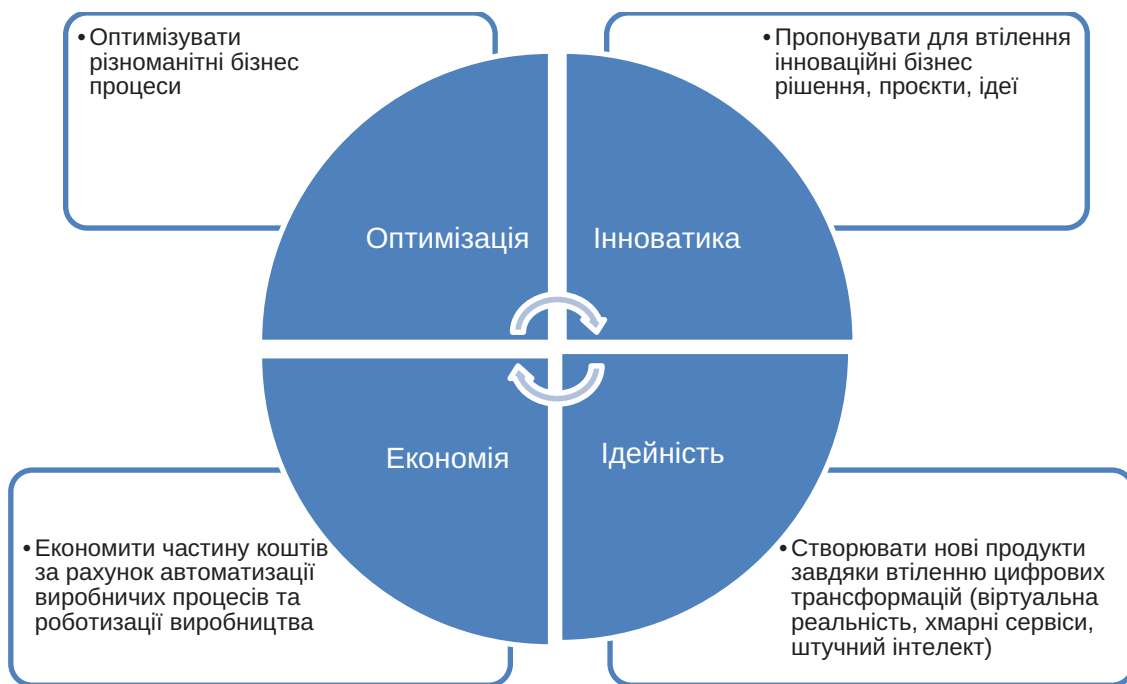 •Оптимізувати
різноманітні бізнес
процеси
•Пропонувати для втілення
інноваційні бізнес
рішення, проєкти, ідеї
Оптимізація
Інноватика
Економія
Ідейність
•Економити частину коштів
за рахунок автоматизації
виробничих процесів та
роботизації виробництва
•Створювати нові продукти
завдяки втіленню цифрових
трансформацій (віртуальна
реальність, хмарні сервіси,
штучний інтелект)